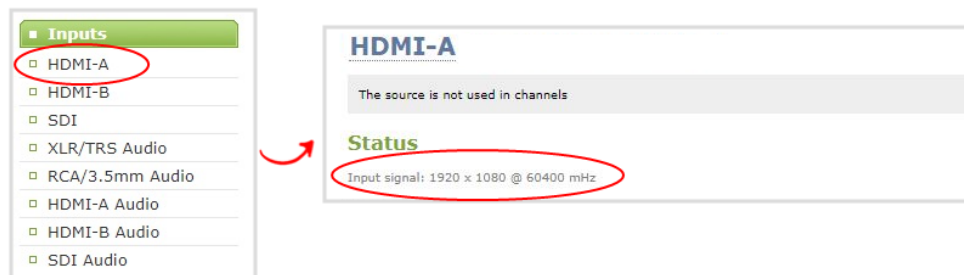 Inputs
HDMI-A
HDMI-B
SDI
XLR/TRS Audio
RCA/3.5mm Audio
HDMI-A Audio
HDMI-B Audio
SDI Audio
HDMI-A
The source is not used in channels
Status
Input signal: 1920 x 1080 @ 60400 mHz